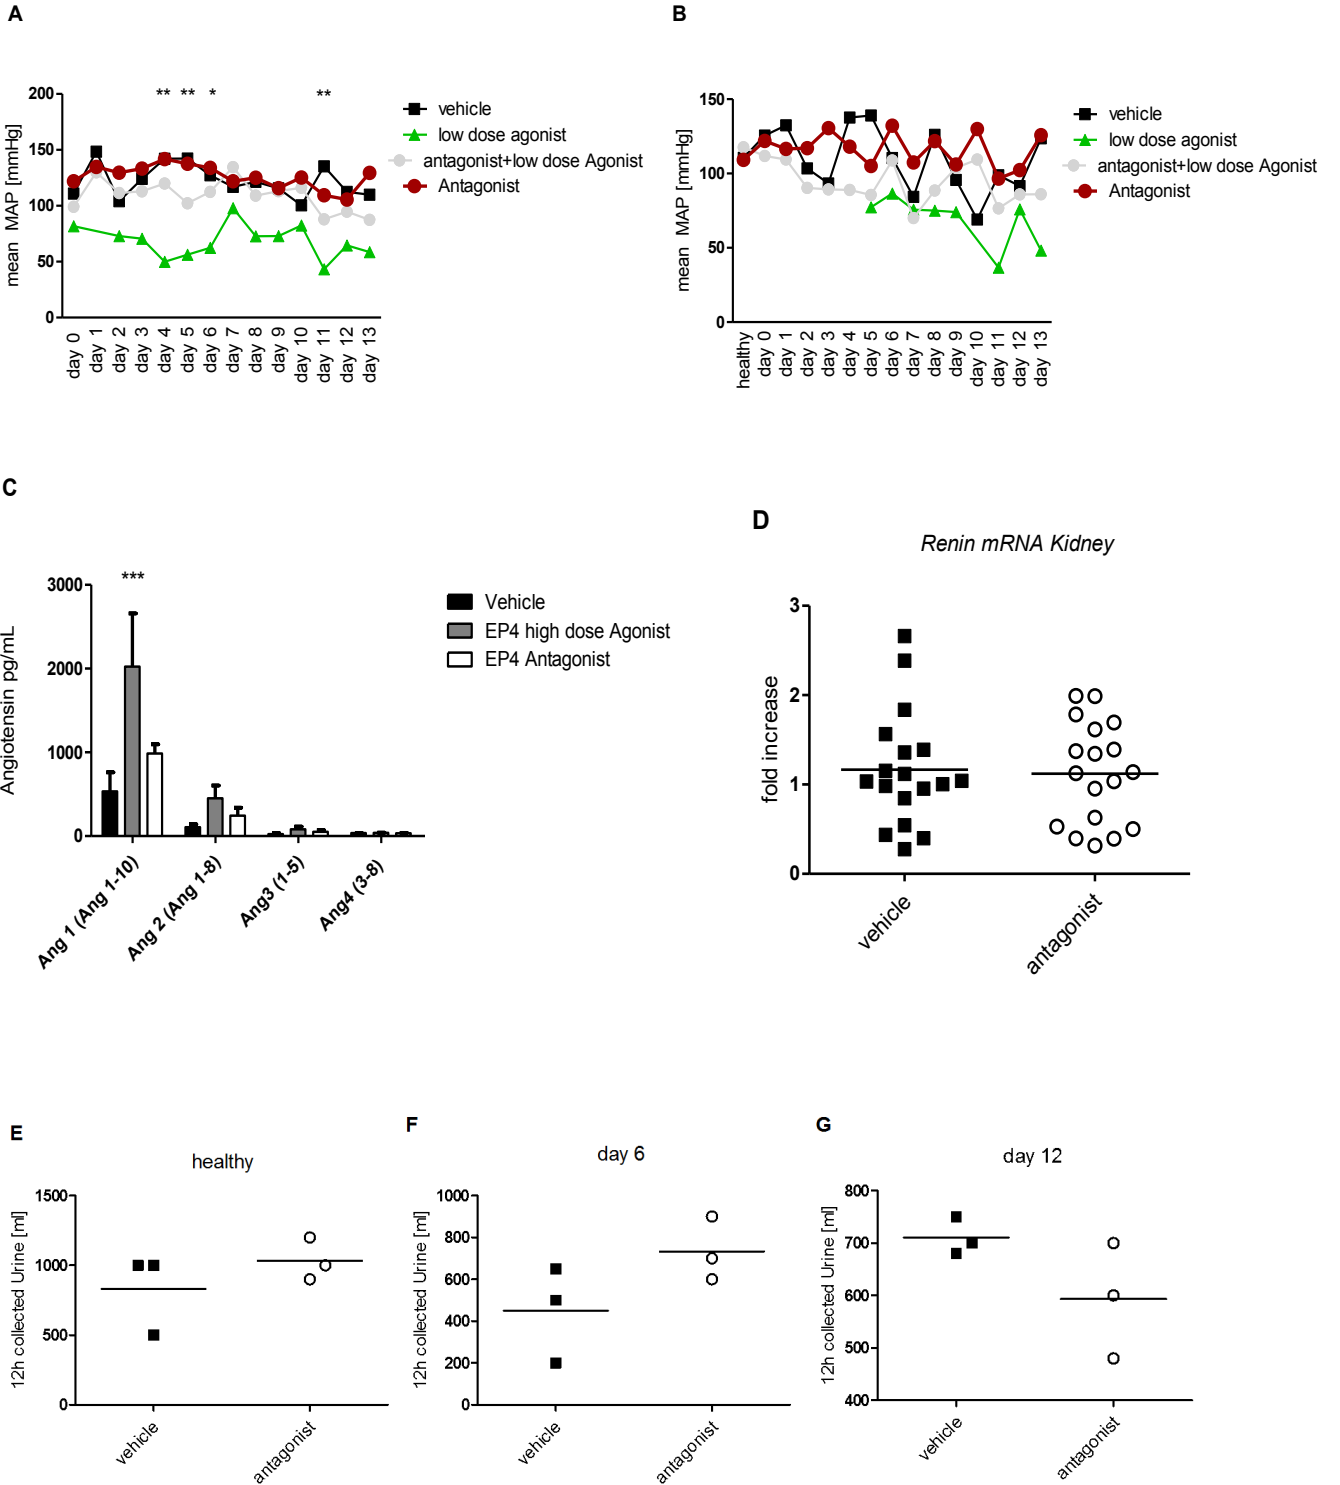 A
mean MAP [mmHg]
200
150
100
50
0
** ** * **
day 0
day 1
day 2
day 3
day 4
day 5
day 6
day 7
day 8
day 9
day 10
day 11
day 12
day 13
vehicle
low dose agonist
antagonist+low dose Agonist
Antagonist
B
mean MAP [mmHg]
150
100
50
0
healthy
day 0
day 1
day 2
day 3
day 4
day 5
day 6
day 7
day 8
day 9
day 10
day 11
day 12
day 13
vehicle
low dose agonist
antagonist+low dose Agonist
Antagonist
C
Angiotensin pg/mL
3000
2000
1000
0
***
Ang 1 (Ang 1-10)
Ang 2 (Ang 1-8)
Ang3 (1-5)
Ang4 (3-8)
Vehicle
EP4 high dose Agonist
EP4 Antagonist
D
Renin mRNA Kidney
fold increase
3
2
1
0
vehicle
antagonist
E
healthy
12h collected Urine [ml]
1500
1000
500
0
vehicle
antagonist
F
day 6
12h collected Urine [ml]
1000
800
600
400
200
0
vehicle
antagonist
G
day 12
12h collected Urine [ml]
800
700
600
500
400
vehicle
antagonist